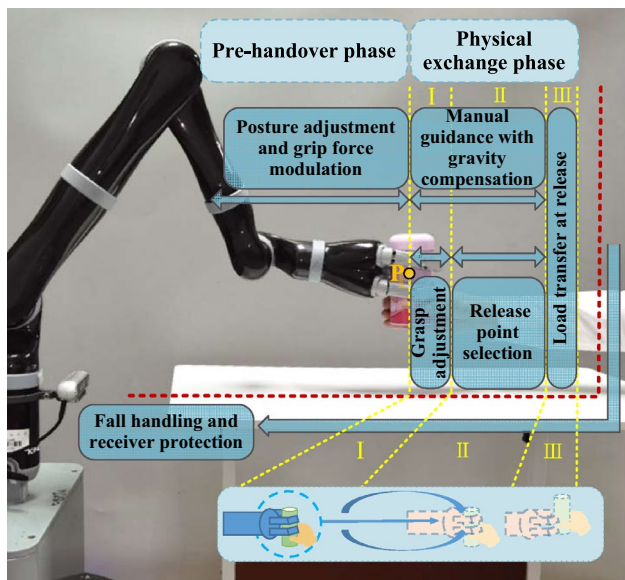 Pre-handover phase
Physical
exchange phase
I
II
III
Posture adjustment
and grip force
modulation
Manual
guidance with
gravity
compensation
Load transfer at release
P
Grasp
adjustment
Release
point
selection
Fall handling and
receiver protection
I
II
III